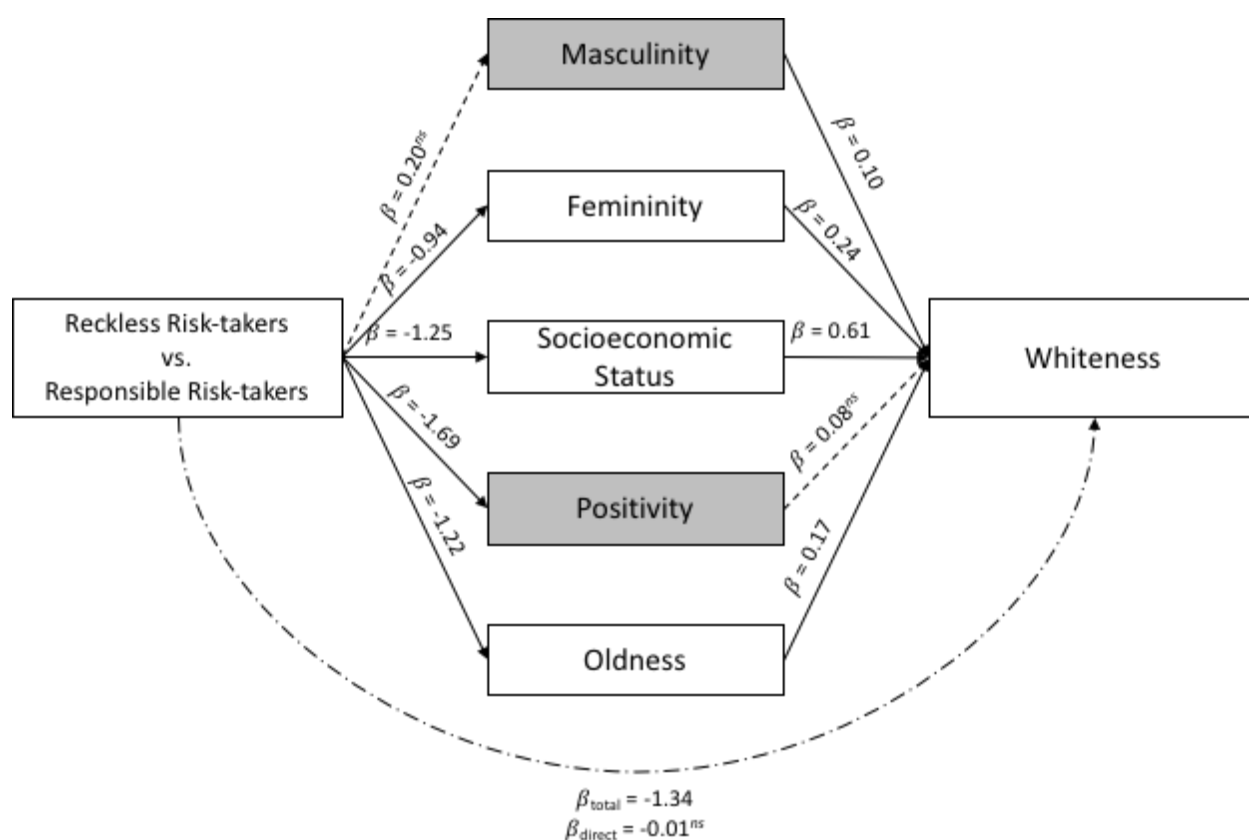 Masculinity
β = 0.20ns
β = 0.10
Femininity
β = -0.94
β = 0.24
Reckless Risk-takers
vs.
Responsible Risk-takers
β = -1.25
Socioeconomic
Status
β = 0.61
Whiteness
β = -1.69
β = 0.08ns
Positivity
β = -1.22
β = 0.17
Oldness
βtotal = -1.34
βdirect = -0.01ns